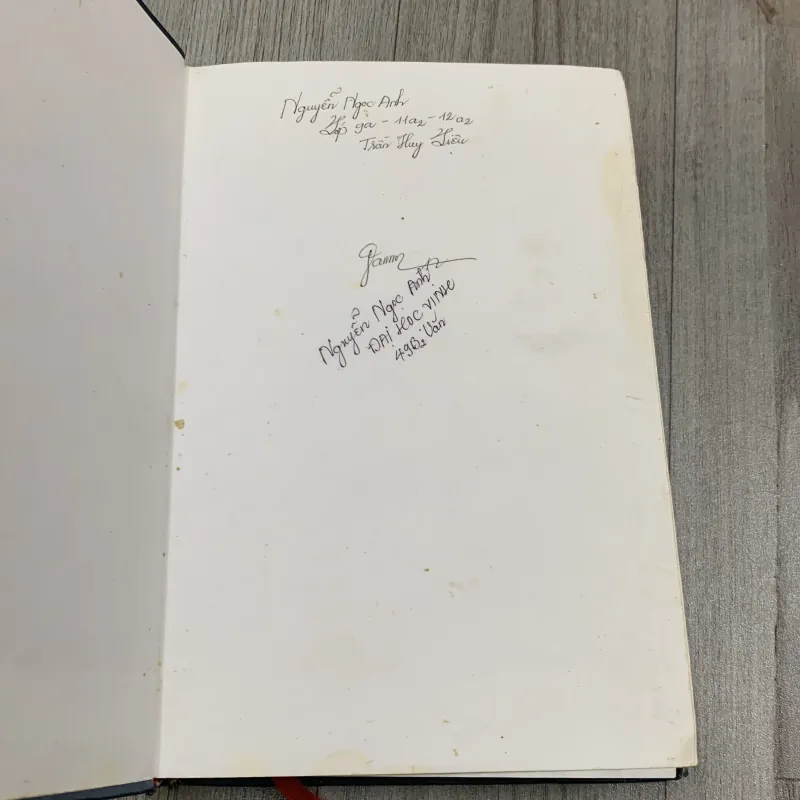 Nguyễn Ngọc Anh
Lớp 9a - 11a2 - 12a2
Trần Huy Liệu
Nguyễn Ngọc Anh
ĐẠI HỌC VINH
49B2 Văn